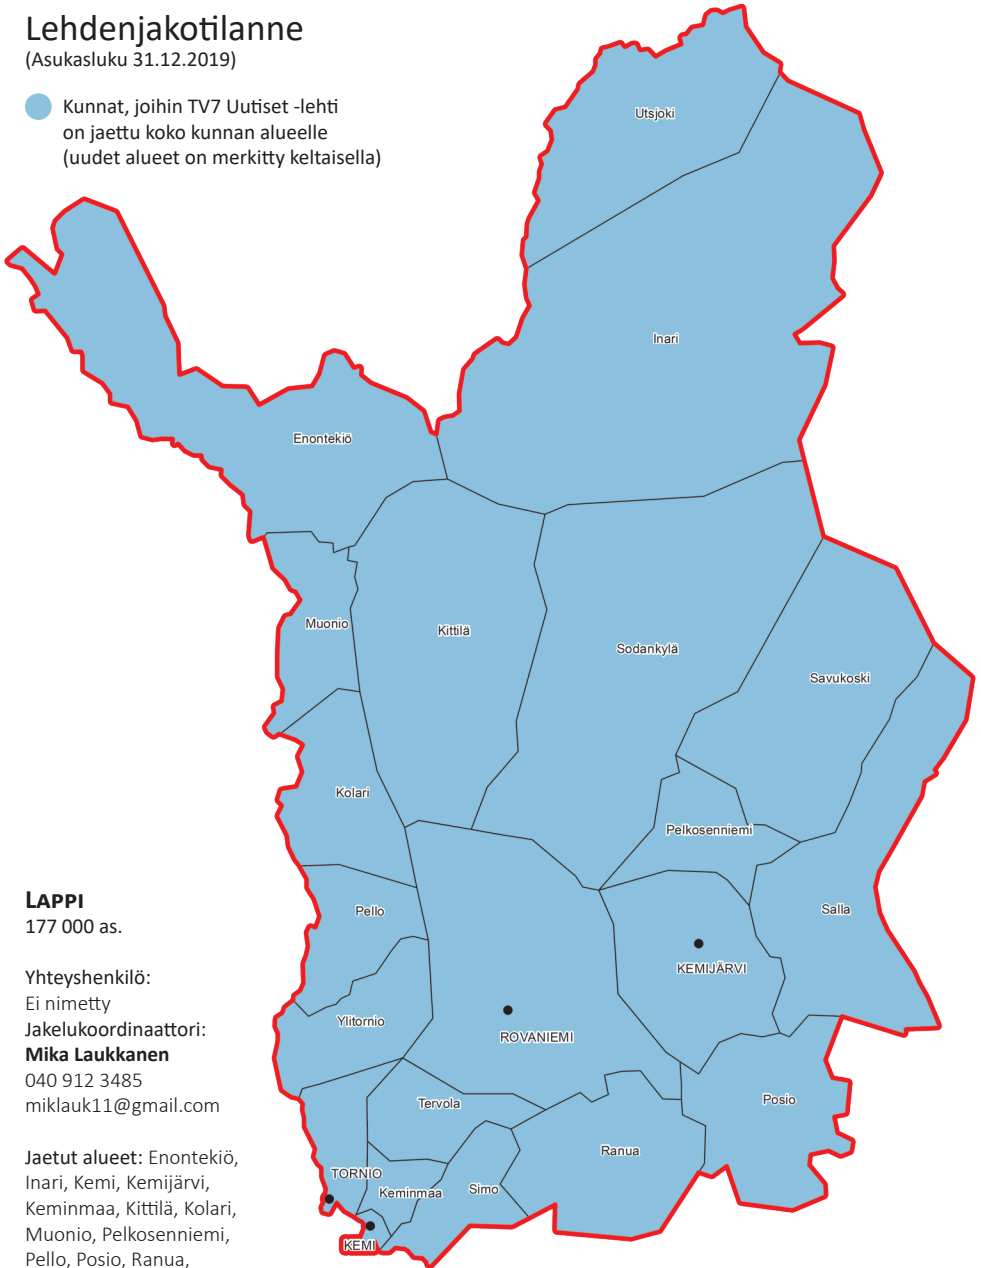 Lehdenjakotilanne
(Asukasluku 31.12.2019)
Kunnat, joihin TV7 Uutiset -lehti
on jaettu koko kunnan alueelle
(uudet alueet on merkitty keltaisella)
Utsjoki
Inari
Enontekiö
Muonio
Kittilä
Sodankylä
Savukoski
Kolari
Pelkosenniemi
Pello
Salla
KEMIJÄRVI
Ylitornio
ROVANIEMI
Tervola
Posio
Ranua
TORNIO
Keminmaa
Simo
KEMI
LAPPI
177 000 as.
Yhteyshenkilö:
Ei nimetty
Jakelukoordinaattori:
Mika Laukkanen
040 912 3485
miklauk11@gmail.com
Jaetut alueet: Enontekiö,
Inari, Kemi, Kemijärvi,
Keminmaa, Kittilä, Kolari,
Muonio, Pelkosenniemi,
Pello, Posio, Ranua,